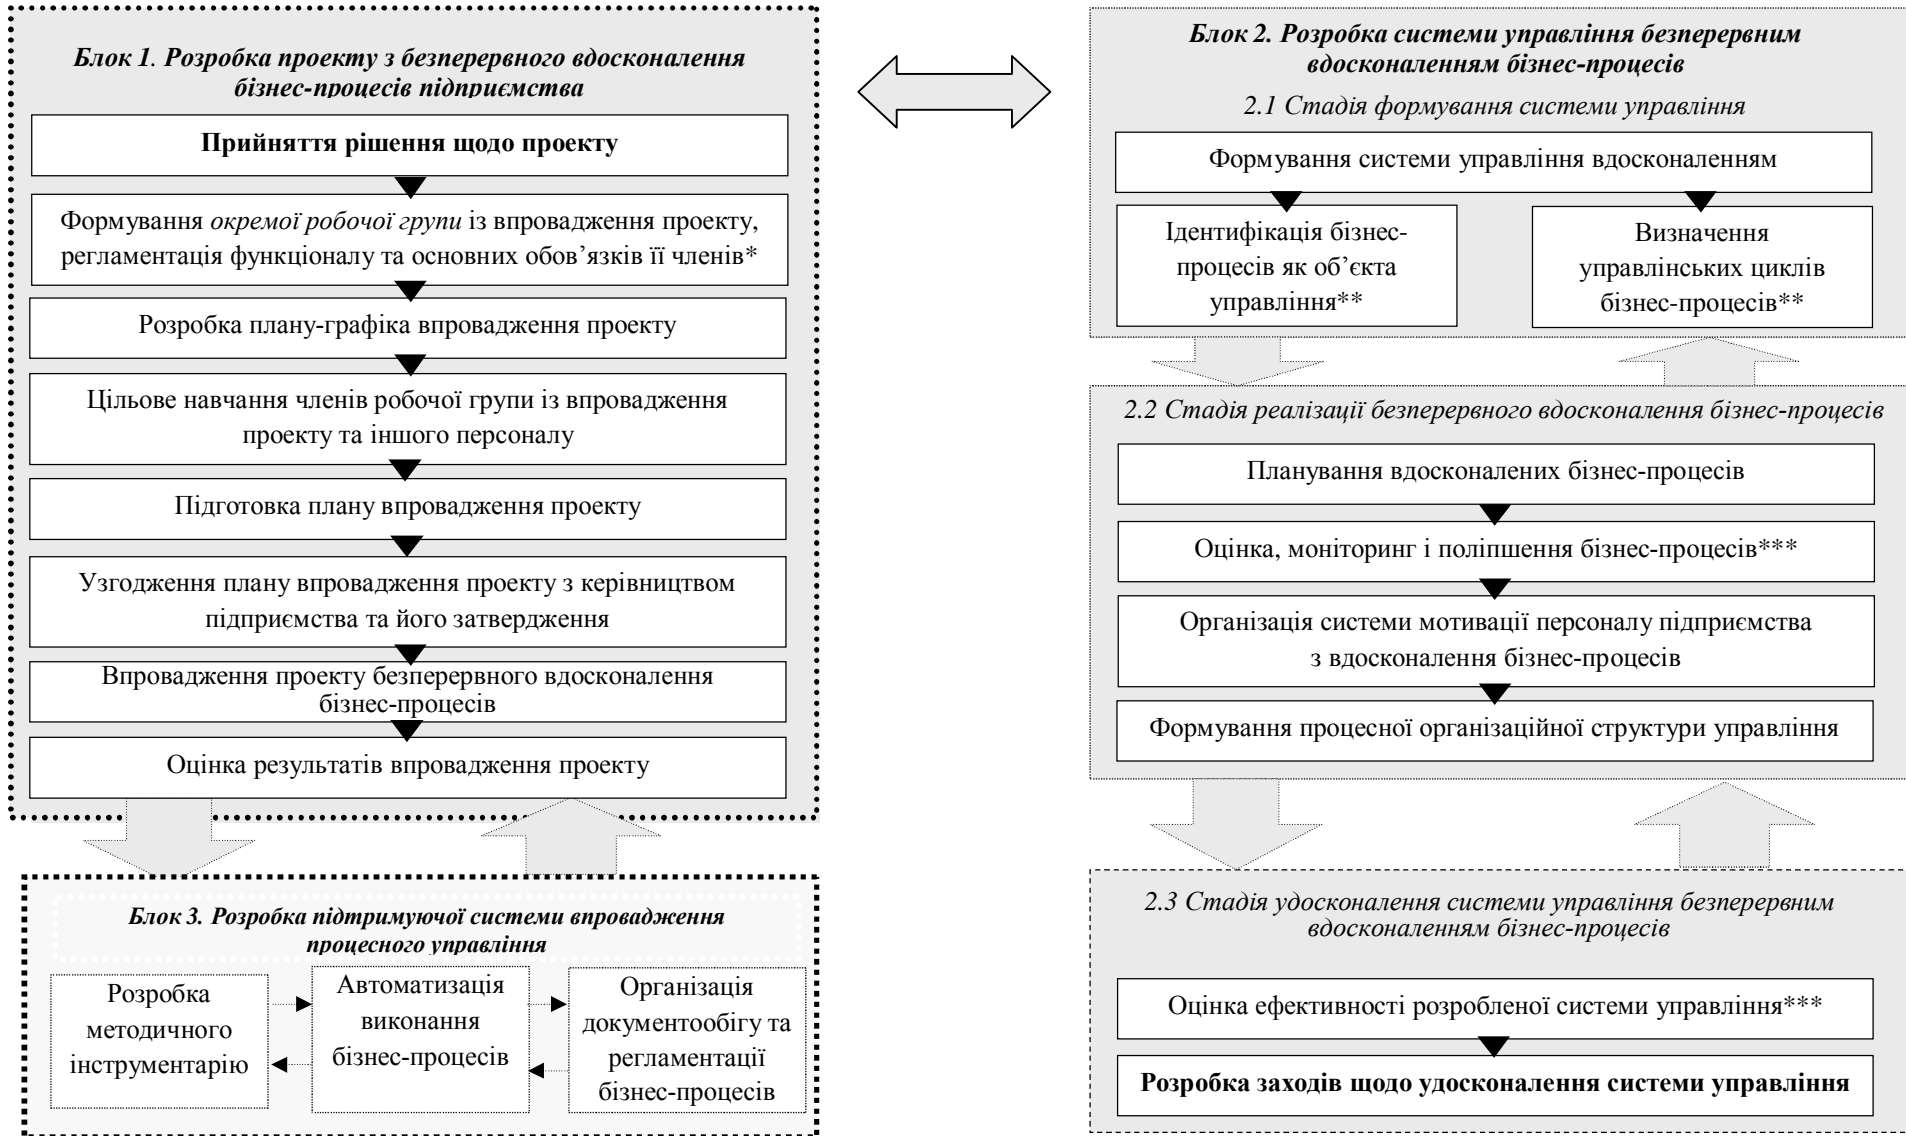 Блок 1. Розробка проекту з безперервного вдосконалення
бізнес-процесів підприємства
Прийняття рішення щодо проекту
Формування окремої робочої групи із впровадження проекту,
регламентація функціоналу та основних обов’язків її членів*
Розробка плану-графіка впровадження проекту
Цільове навчання членів робочої групи із впровадження
проекту та іншого персоналу
Підготовка плану впровадження проекту
Узгодження плану впровадження проекту з керівництвом
підприємства та його затвердження
Впровадження проекту безперервного вдосконалення
бізнес-процесів
Оцінка результатів впровадження проекту
Блок 3. Розробка підтримуючої системи впровадження
процесного управління
Розробка
методичного
інструментарію
Автоматизація
виконання
бізнес-процесів
Організація
документообігу та
регламентації
бізнес-процесів
Блок 2. Розробка системи управління безперервним
вдосконаленням бізнес-процесів
2.1 Стадія формування системи управління
Формування системи управління вдосконаленням
Ідентифікація бізнес-
процесів як об’єкта
управління**
Визначення
управлінських циклів
бізнес-процесів**
2.2 Стадія реалізації безперервного вдосконалення бізнес-процесів
Планування вдосконалених бізнес-процесів
Оцінка, моніторинг і поліпшення бізнес-процесів***
Організація системи мотивації персоналу підприємства
з вдосконалення бізнес-процесів
Формування процесної організаційної структури управління
2.3 Стадія удосконалення системи управління безперервним
вдосконаленням бізнес-процесів
Оцінка ефективності розробленої системи управління***
Розробка заходів щодо удосконалення системи управління